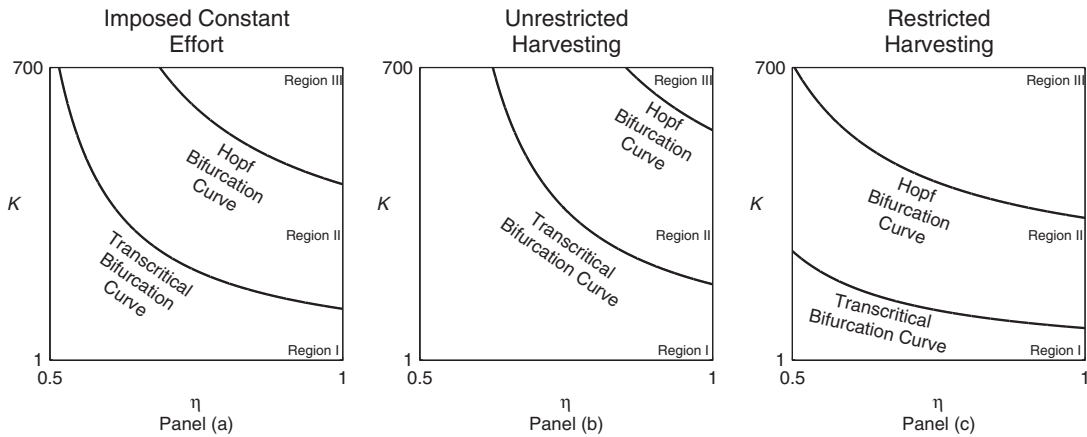 Imposed Constant
Effort
700
Region III
Hopf
Bifurcation
Curve
K
Region II
Transcritical
Bifurcation
Curve
Region I
1
0.5
1
η
Panel (a)
Unrestricted
Harvesting
700
Region III
Hopf
Bifurcation
Curve
K
Region II
Transcritical
Bifurcation Curve
Region I
1
0.5
1
η
Panel (b)
Restricted
Harvesting
700
Region III
Hopf
Bifurcation
Curve
K
Region II
Transcritical
Bifurcation Curve
Region I
1
0.5
1
η
Panel (c)